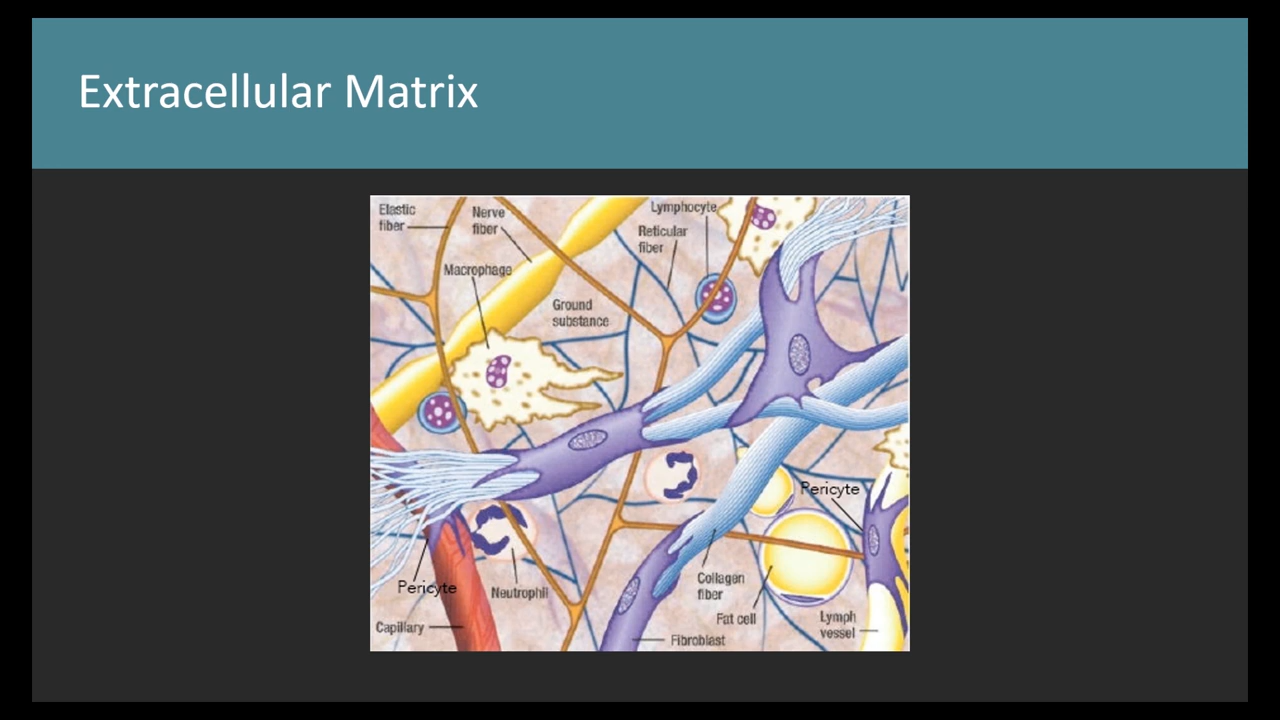 Extracellular Matrix
Elastic
fiber
Nerve
fiber
Lymphocyte
Reticular
fiber
Macrophage
Ground
substance
Pericyte
Pericyte
Neutrophil
Collagen
fiber
Fat cell
Lymph
vessel
Capillary
Fibroblast